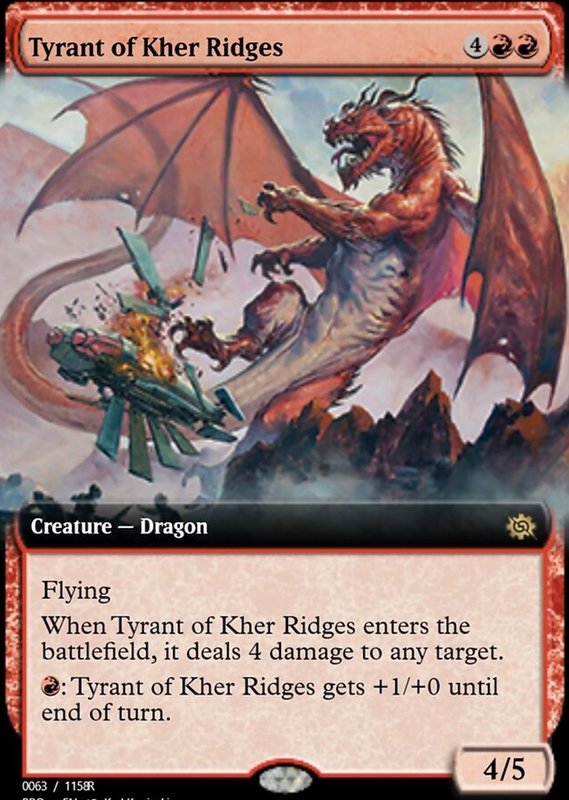 Tyrant of Kher Ridges 4
Creature — Dragon
Flying
When Tyrant of Kher Ridges enters the
battlefield, it deals 4 damage to any target.
: Tyrant of Kher Ridges gets +1/+0 until
end of turn.
4/5
0063 / 1158R